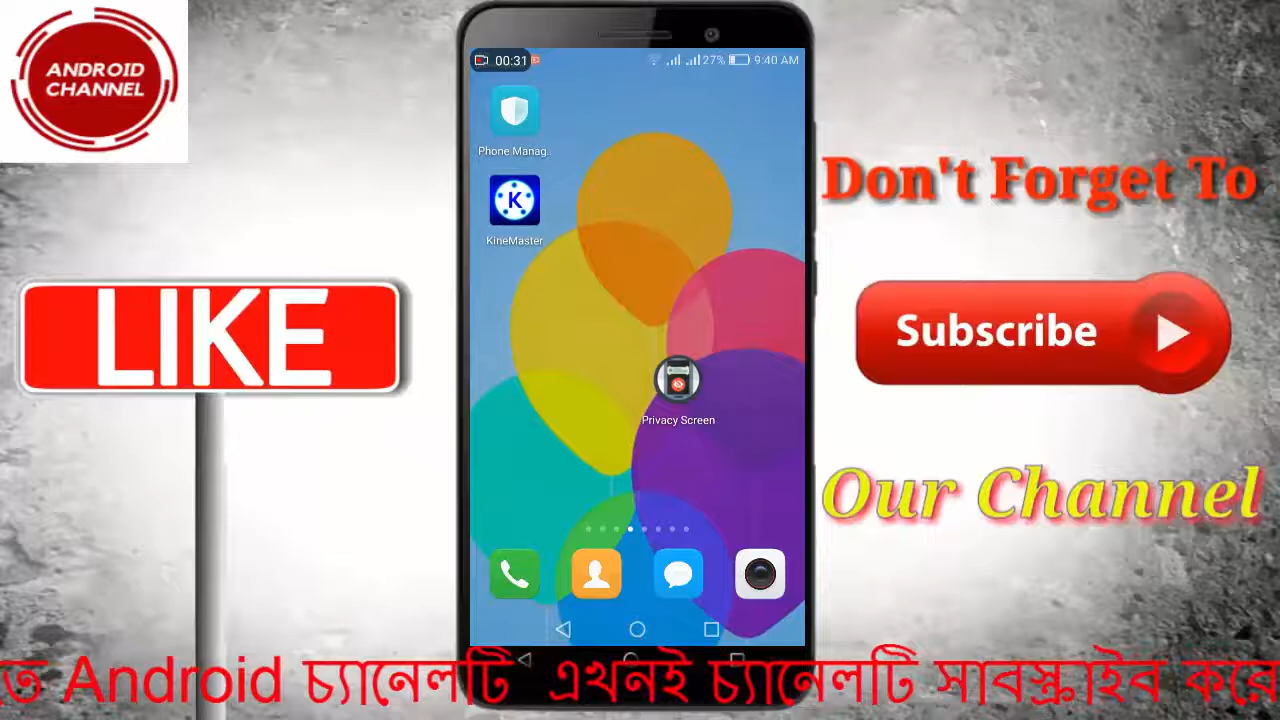 ANDROID
CHANNEL
00:31
27%
9:40 AM
Phone Manag..
K
KineMaster
Privacy Screen
LIKE
Don't Forget To
Subscribe
Our Channel
তে Android চ্যানেলটি এখনই চ্যানেলটি সাবস্ক্রাইব করে